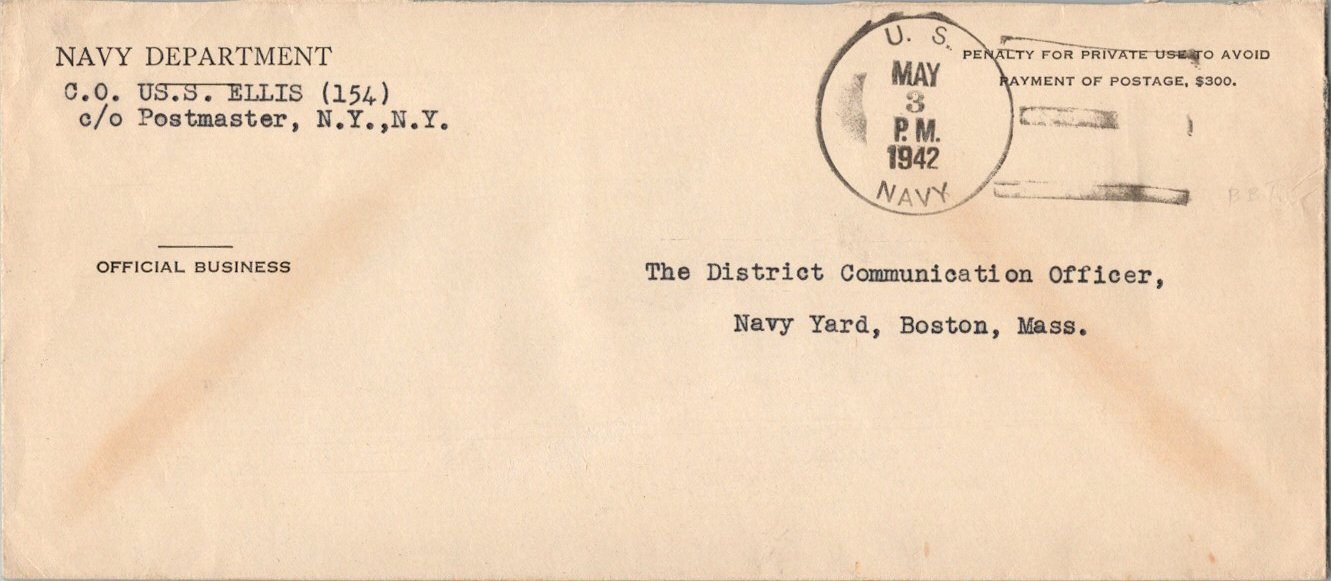 NAVY DEPARTMENT
C.O. US.S. ELLIS (154)
c/o Postmaster, N.Y.,N.Y.
OFFICIAL BUSINESS
U. S.
MAY
3
P.M.
1942
NAVY
PENALTY FOR PRIVATE USE TO AVOID
PAYMENT OF POSTAGE, $300.
The District Communication Officer,
Navy Yard, Boston, Mass.